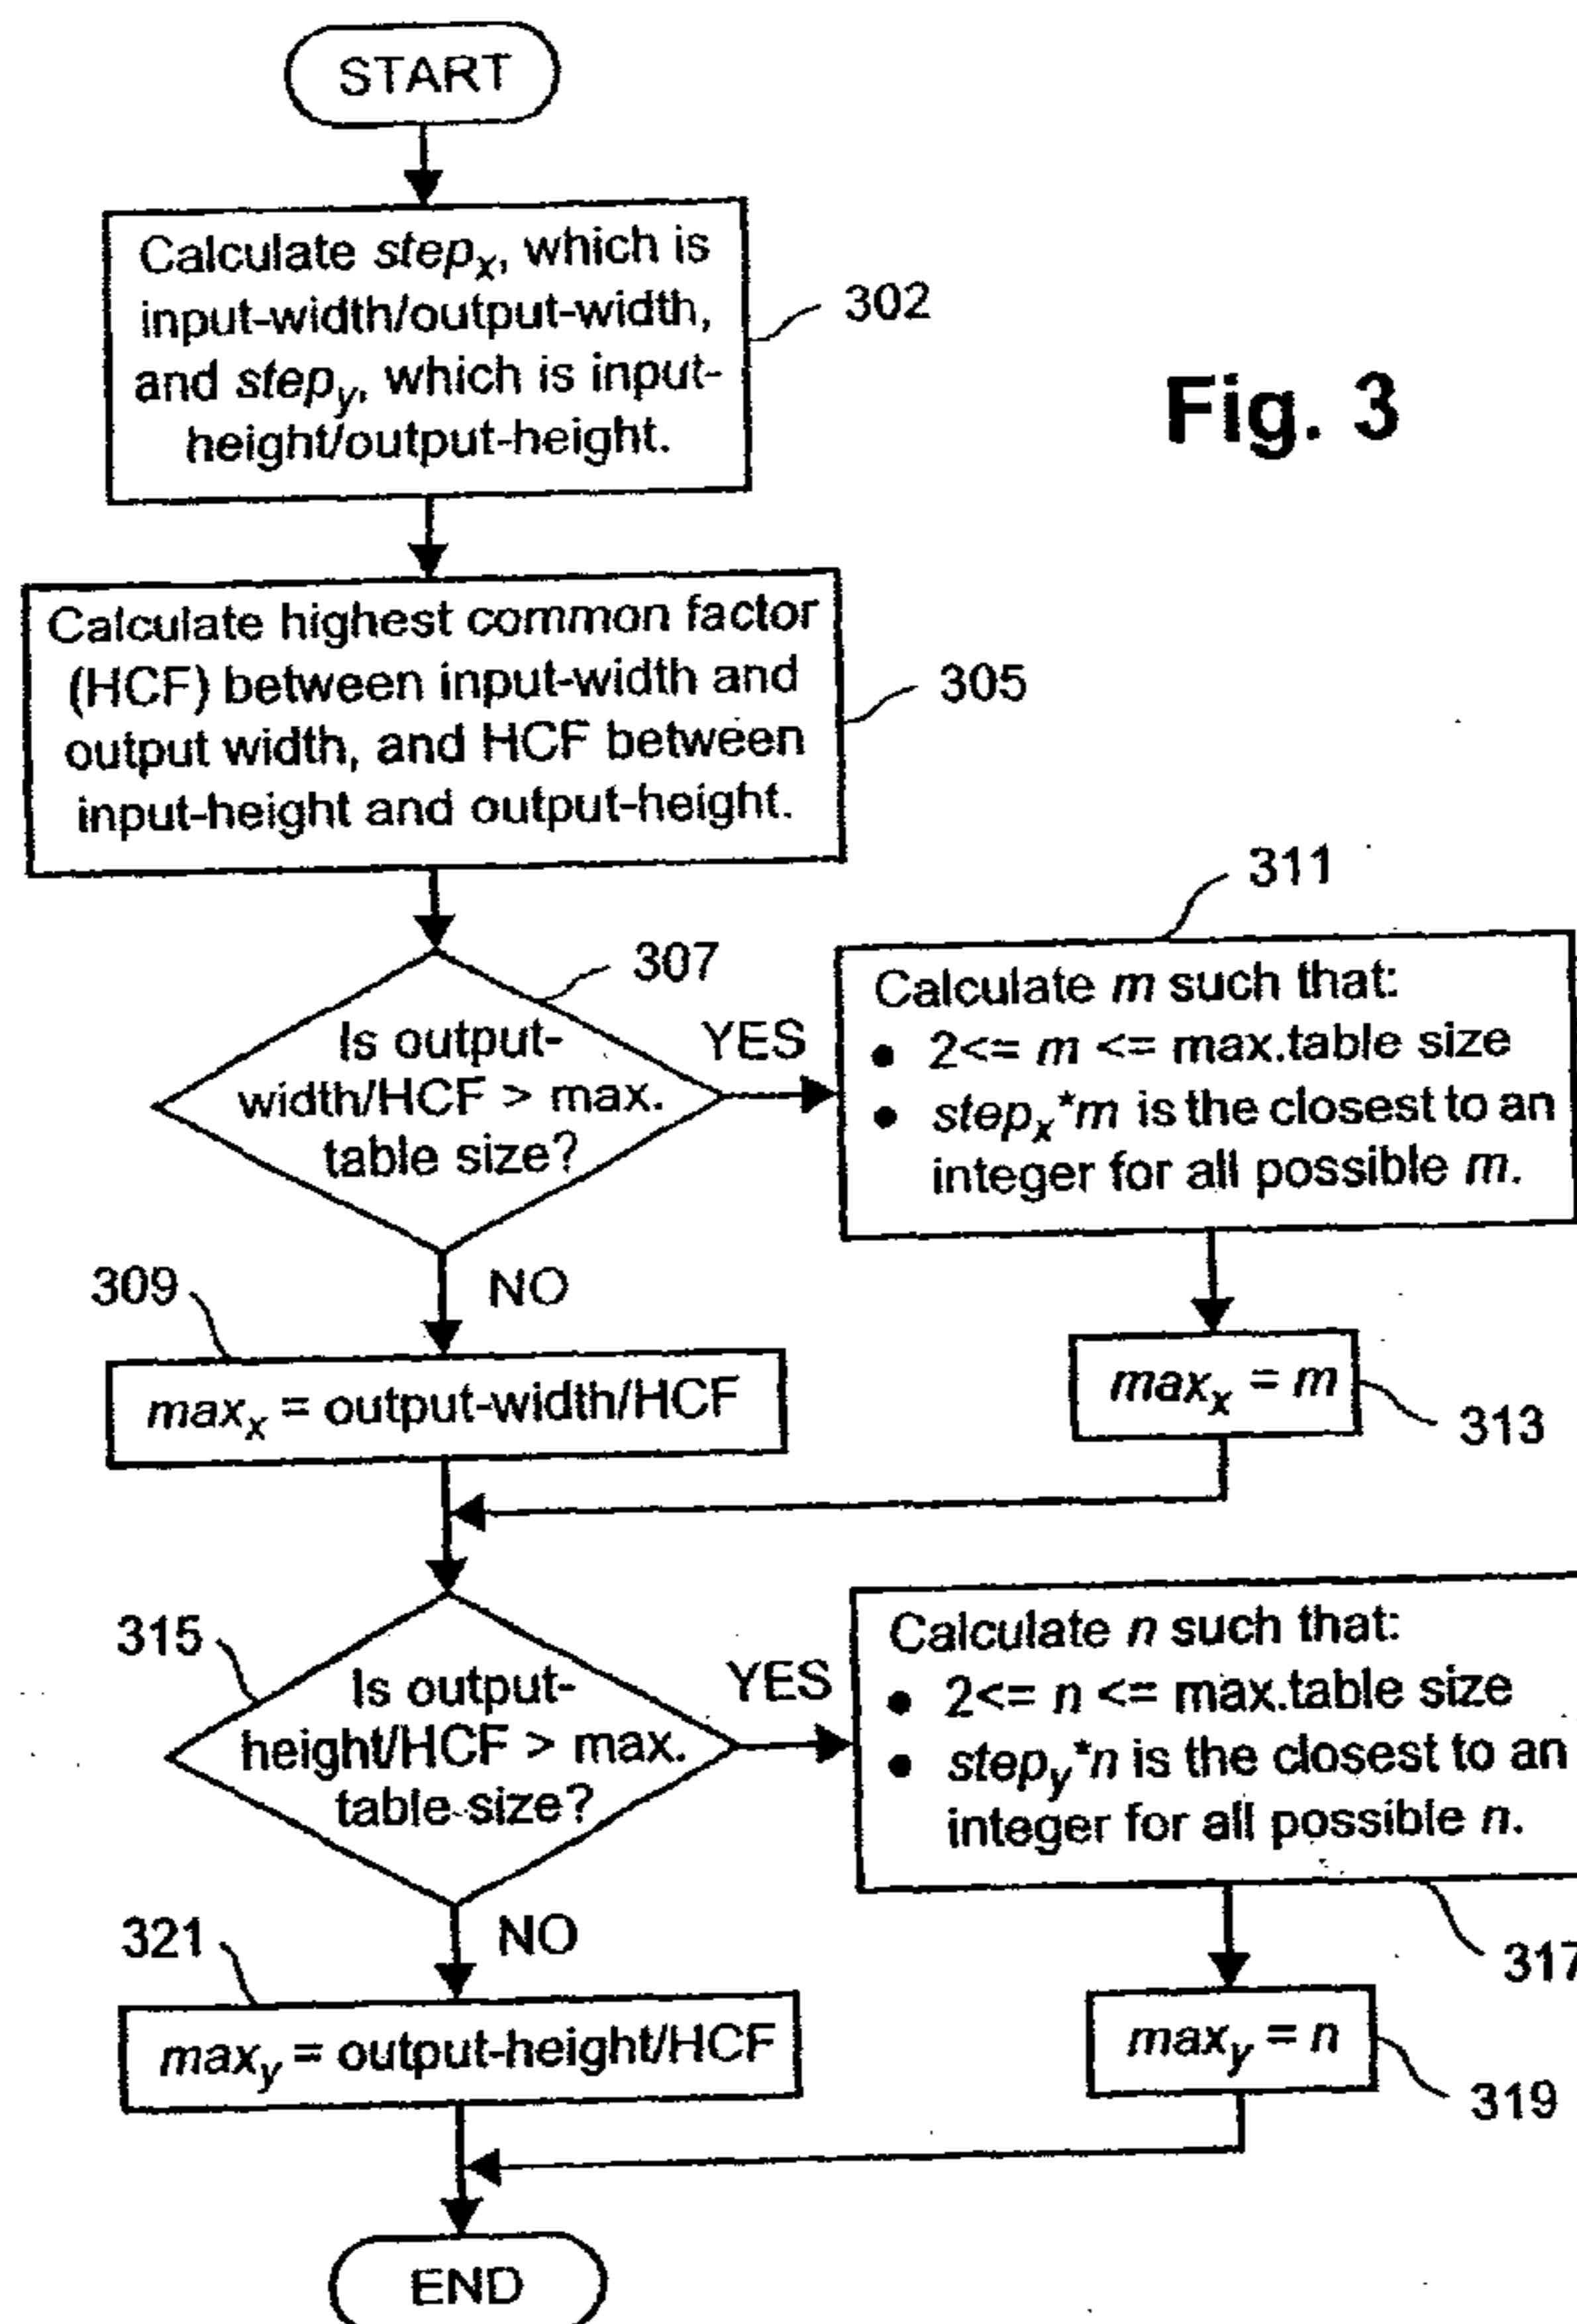 START
Calculate stepx, which is
input-width/output-width,
and stepy, which is input-
height/output-height.
302
Fig. 3
Calculate highest common factor
(HCF) between input-width and
output width, and HCF between
input-height and output-height.
305
307
Is output-
width/HCF > max.
table size?
YES
311
Calculate m such that:
• 2<= m <= max.table size
• stepx*m is the closest to an
integer for all possible m.
NO
309
maxx = output-width/HCF
maxx = m
313
315
Is output-
height/HCF > max.
table size?
YES
Calculate n such that:
• 2<= n <= max.table size
• stepy*n is the closest to an
integer for all possible n.
317
NO
321
maxy = output-height/HCF
maxy = n
319
END